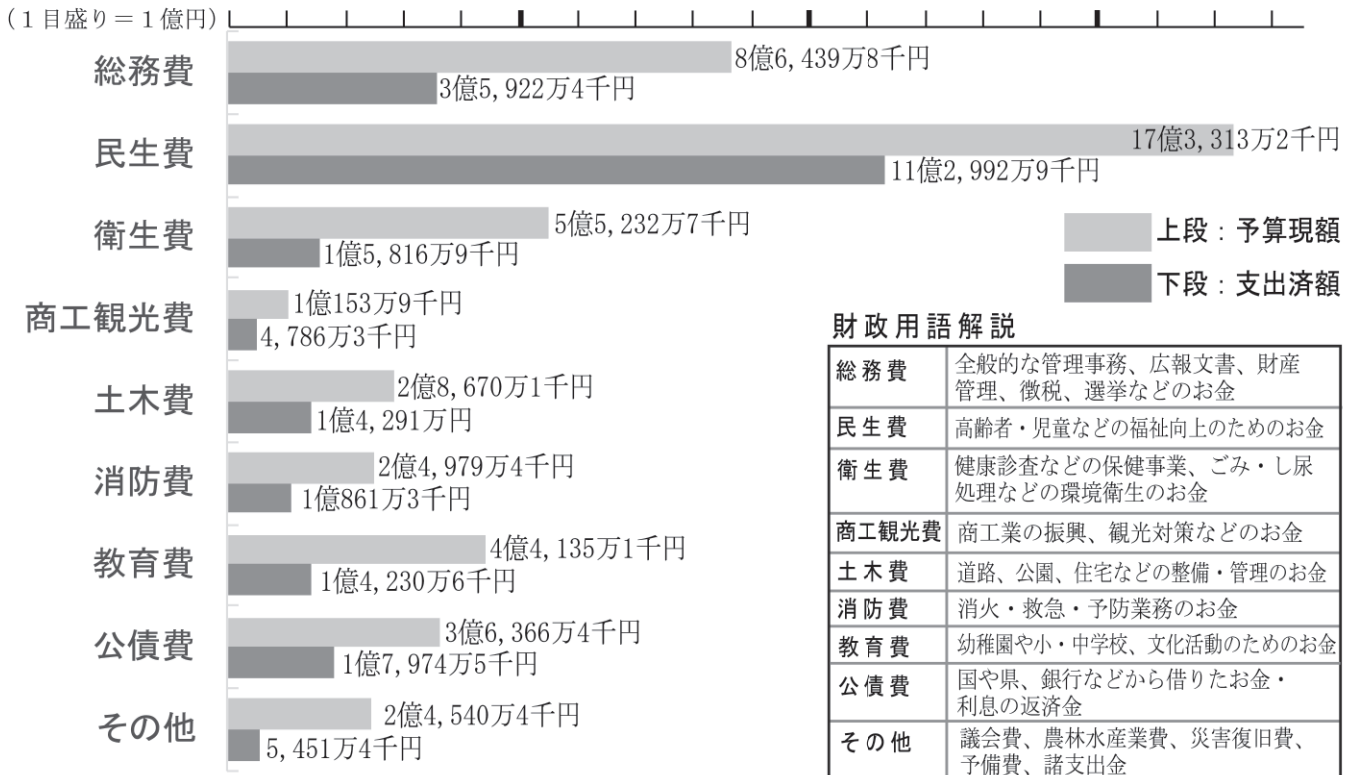 (1目盛り=1億円)
総務費
8億6,439万8千円
3億5,922万4千円
民生費
17億3,313万2千円
11億2,992万9千円
衛生費
5億5,232万7千円
1億5,816万9千円
商工観光費
1億153万9千円
4,786万3千円
土木費
2億8,670万1千円
1億4,291万円
消防費
2億4,979万4千円
1億861万3千円
教育費
4億4,135万1千円
1億4,230万6千円
公債費
3億6,366万4千円
1億7,974万5千円
その他
2億4,540万4千円
5,451万4千円
上段:予算現額
下段:支出済額
財政用語解説
総務費
全般的な管理事務、広報文書、財産
管理、徴税、選挙などのお金
民生費
高齢者・児童などの福祉向上のためのお金
衛生費
健康診査などの保健事業、ごみ・し尿
処理などの環境衛生のお金
商工観光費
商工業の振興、観光対策などのお金
土木費
道路、公園、住宅などの整備・管理のお金
消防費
消火・救急・予防業務のお金
教育費
幼稚園や小・中学校、文化活動のためのお金
公債費
国や県、銀行などから借りたお金・
利息の返済金
その他
議会費、農林水産業費、災害復旧費、
予備費、諸支出金